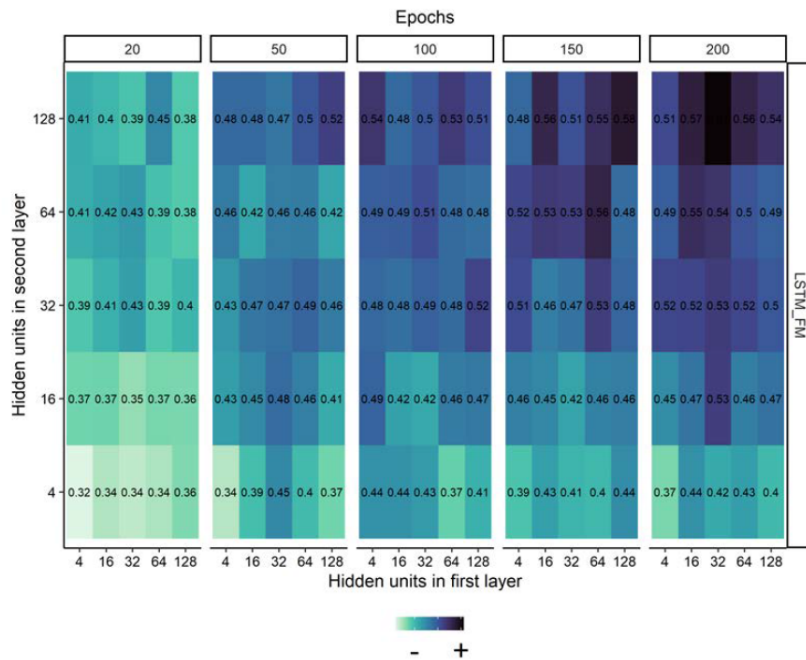 Epochs
20 50 100 150 200
128 0.41 0.4 0.39 0.45 0.38 0.48 0.48 0.47 0.5 0.52 0.54 0.48 0.5 0.53 0.51 0.48 0.56 0.51 0.55 0.58 0.51 0.57 0.56 0.54
64 0.41 0.42 0.43 0.39 0.38 0.46 0.42 0.46 0.46 0.42 0.49 0.49 0.51 0.48 0.48 0.52 0.53 0.53 0.56 0.48 0.49 0.55 0.54 0.5 0.49
32 0.39 0.41 0.43 0.39 0.4 0.43 0.47 0.47 0.49 0.46 0.48 0.48 0.49 0.48 0.52 0.51 0.46 0.47 0.53 0.48 0.52 0.52 0.53 0.52 0.5
16 0.37 0.37 0.35 0.37 0.36 0.43 0.45 0.48 0.46 0.41 0.49 0.42 0.42 0.46 0.47 0.46 0.45 0.42 0.46 0.46 0.45 0.47 0.53 0.46 0.47
4 0.32 0.34 0.34 0.34 0.36 0.34 0.39 0.45 0.4 0.37 0.44 0.44 0.43 0.37 0.41 0.39 0.43 0.41 0.4 0.44 0.37 0.44 0.42 0.43 0.4
4 16 32 64 128 4 16 32 64 128 4 16 32 64 128 4 16 32 64 128 4 16 32 64 128
Hidden units in second layer
LSTM_FM
Hidden units in first layer
- +